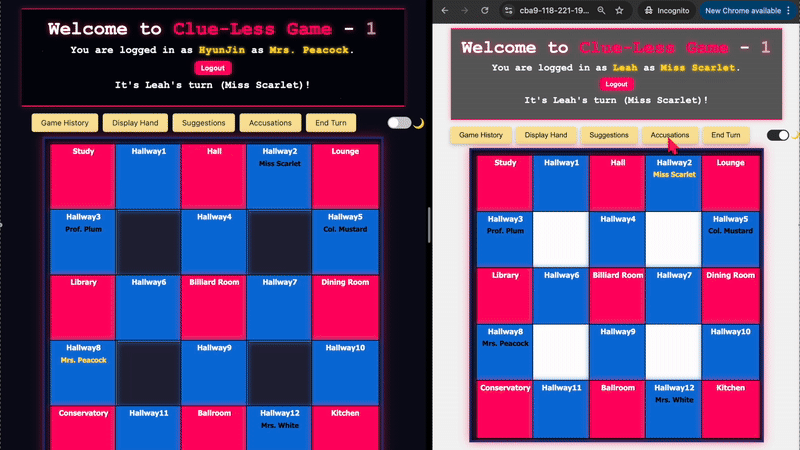 Welcome to Clue-Less Game - 1
You are logged in as HyunJin as Mrs. Peacock.
Logout
It's Leah's turn (Miss Scarlet)!
Game History Display Hand Suggestions Accusations End Turn
Study Hallway1 Hall Hallway2 Lounge
Miss Scarlet
Hallway3 Hallway4 Hallway5
Prof. Plum Col. Mustard
Library Hallway6 Billiard Room Hallway7 Dining Room
Hallway8 Hallway9 Hallway10
Mrs. Peacock
Conservatory Hallway11 Ballroom Hallway12 Kitchen
Mrs. White
cba9-118-221-19... Incognito New Chrome available
Welcome to Clue-Less Game - 1
You are logged in as Leah as Miss Scarlet.
Logout
It's Leah's turn (Miss Scarlet)!
Game History Display Hand Suggestions Accusations End Turn
Study Hallway1 Hall Hallway2 Lounge
Miss Scarlet
Hallway3 Hallway4 Hallway5
Prof. Plum Col. Mustard
Library Hallway6 Billiard Room Hallway7 Dining Room
Hallway8 Hallway9 Hallway10
Mrs. Peacock
Conservatory Hallway11 Ballroom Hallway12 Kitchen
Mrs. White